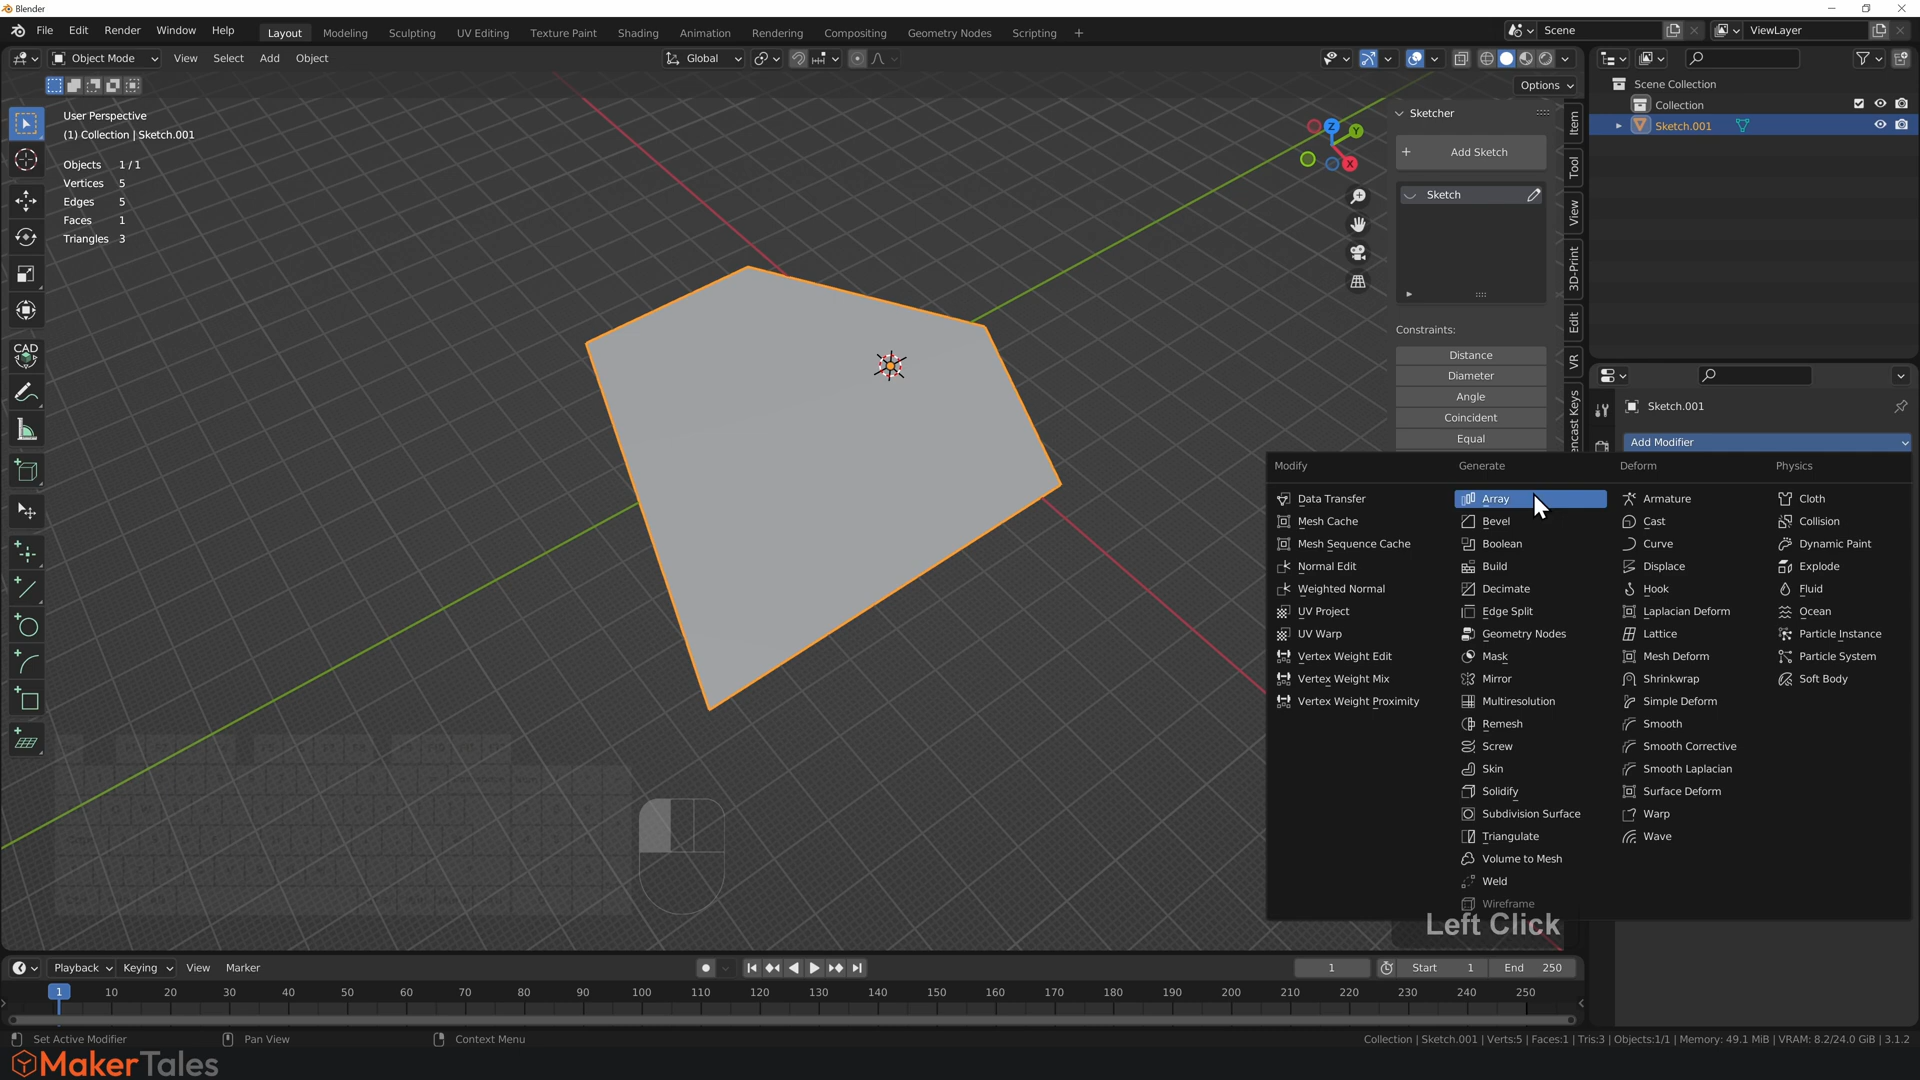 Blender
File Edit Render Window Help Layout Modeling Sculpting UV Editing Texture Paint Shading Animation Rendering Compositing Geometry Nodes Scripting + Scene ViewLayer
Object Mode View Select Add Object Global
Options
User Perspective
(1) Collection | Sketch.001
Objects 1/1
Vertices 5
Edges 5
Faces 1
Triangles 3
CAD
Z
Y
X
Sketcher
+ Add Sketch
Sketch
Constraints:
Distance
Diameter
Angle
Coincident
Equal
Item
Tool
View
3D-Print
Edit
VR
encast Keys
Scene Collection
Collection
Sketch.001
Sketch.001
Add Modifier
Modify
Data Transfer
Mesh Cache
Mesh Sequence Cache
Normal Edit
Weighted Normal
UV Project
UV Warp
Vertex Weight Edit
Vertex Weight Mix
Vertex Weight Proximity
Generate
Array
Bevel
Boolean
Build
Decimate
Edge Split
Geometry Nodes
Mask
Mirror
Multiresolution
Remesh
Screw
Skin
Solidify
Subdivision Surface
Triangulate
Volume to Mesh
Weld
Wireframe
Deform
Armature
Cast
Curve
Displace
Hook
Laplacian Deform
Lattice
Mesh Deform
Shrinkwrap
Simple Deform
Smooth
Smooth Corrective
Smooth Laplacian
Surface Deform
Warp
Wave
Physics
Cloth
Collision
Dynamic Paint
Explode
Fluid
Ocean
Particle Instance
Particle System
Soft Body
Left Click
Playback Keying View Marker 1 Start 1 End 250
1 10 20 30 40 50 60 70 80 90 100 110 120 130 140 150 160 170 180 190 200 210 220 230 240 250
Set Active Modifier Pan View Context Menu Collection | Sketch.001 | Verts:5 | Faces:1 | Tris:3 | Objects:1/1 | Memory: 49.1 MiB | VRAM: 8.2/24.0 GiB | 3.1.2
MakerTales